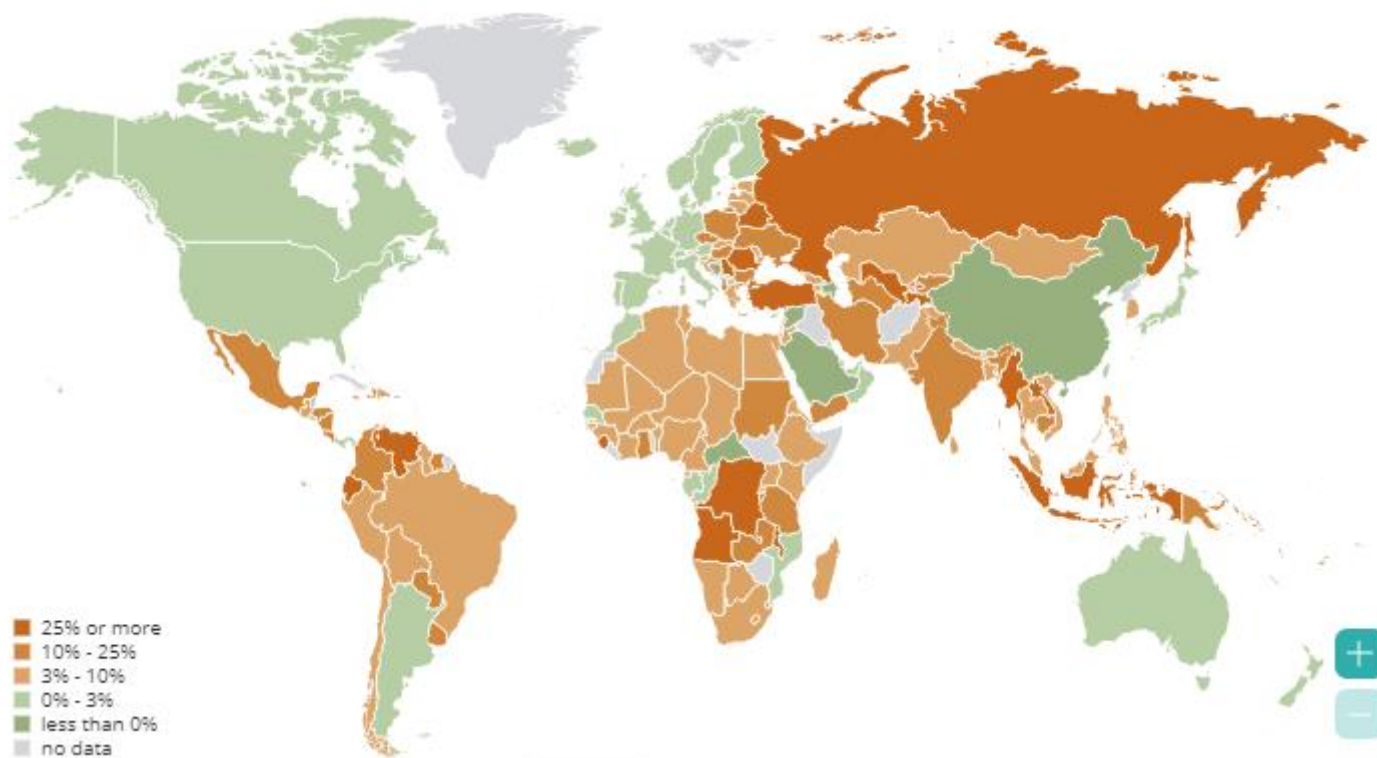 25% or more
10% - 25%
3% - 10%
0% - 3%
less than 0%
no data
+
−